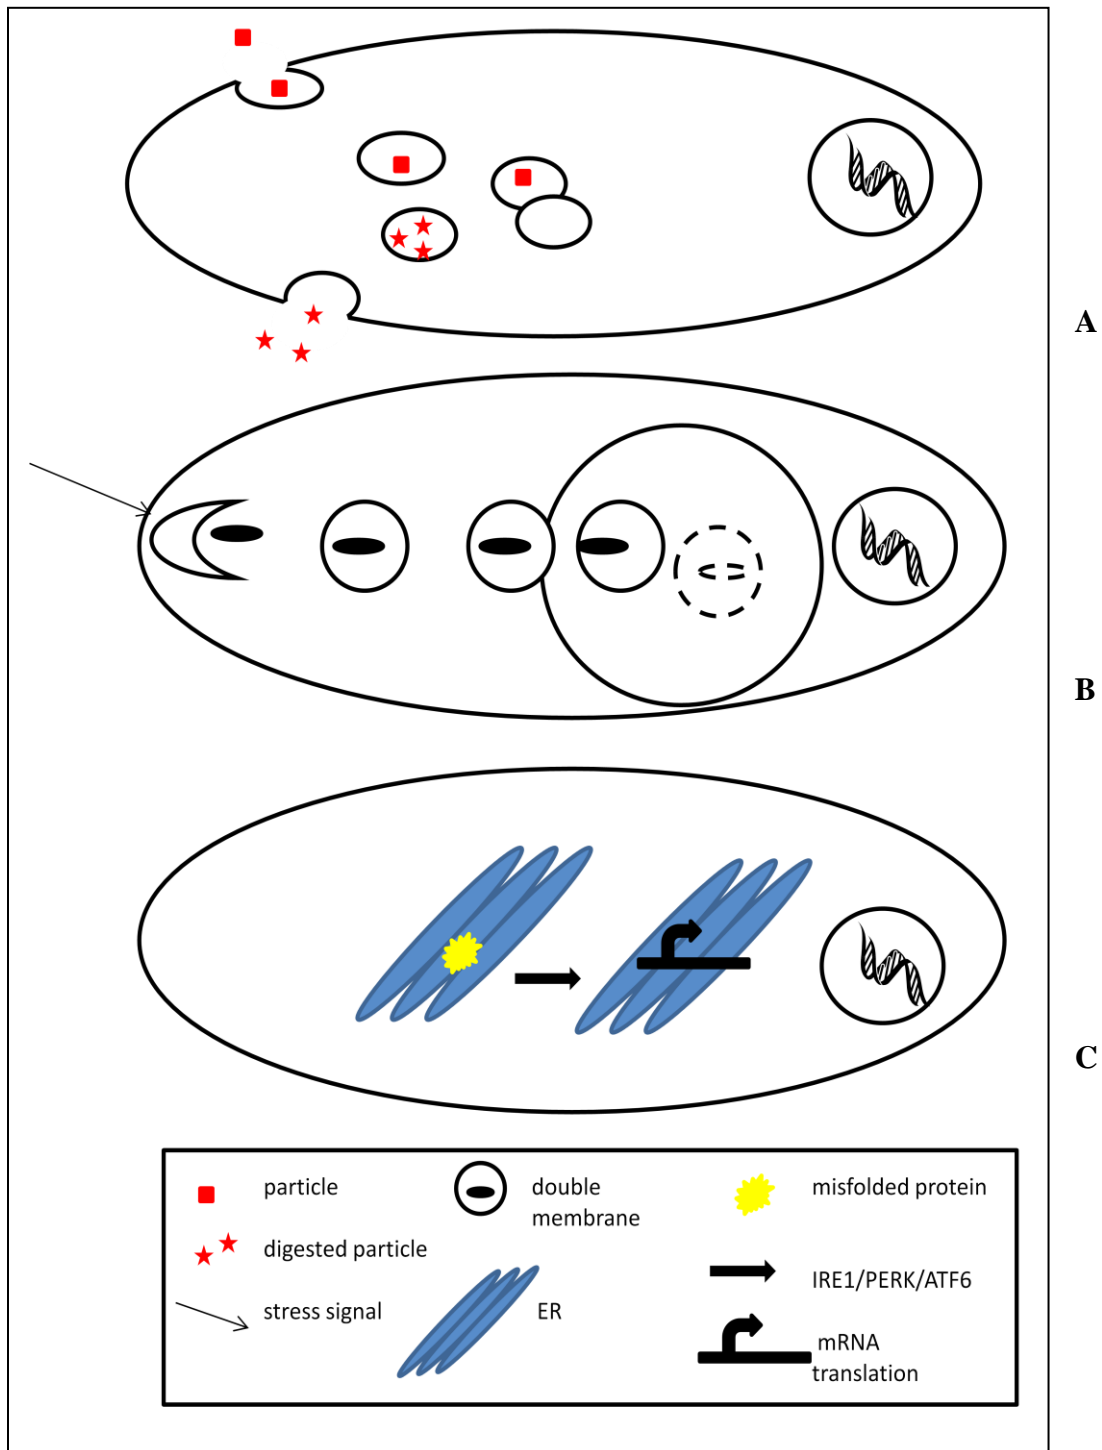 A
B
C
particle
double
membrane
misfolded protein
digested particle
IRE1/PERK/ATF6
stress signal
ER
mRNA
translation